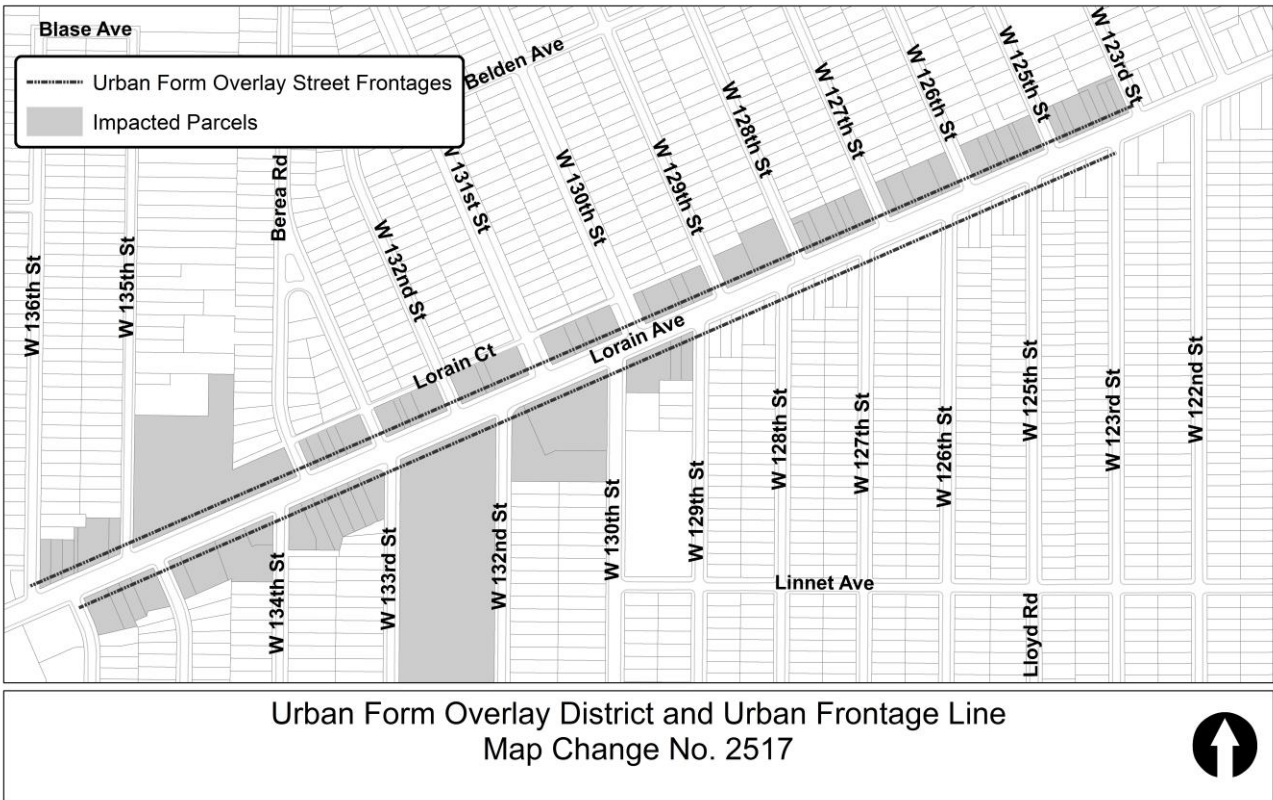 Blase Ave
Urban Form Overlay Street Frontages
Impacted Parcels
Belden Ave
W 123rd St
W 125th St
W 126th St
W 127th St
W 128th St
W 129th St
W 130th St
W 131st St
W 132nd St
Berea Rd
W 135th St
W 136th St
Lorain Ct
Lorain Ave
W 134th St
W 133rd St
W 132nd St
W 130th St
W 129th St
W 128th St
W 127th St
W 126th St
W 125th St
W 123rd St
W 122nd St
Linnet Ave
Lloyd Rd
Urban Form Overlay District and Urban Frontage Line
Map Change No. 2517